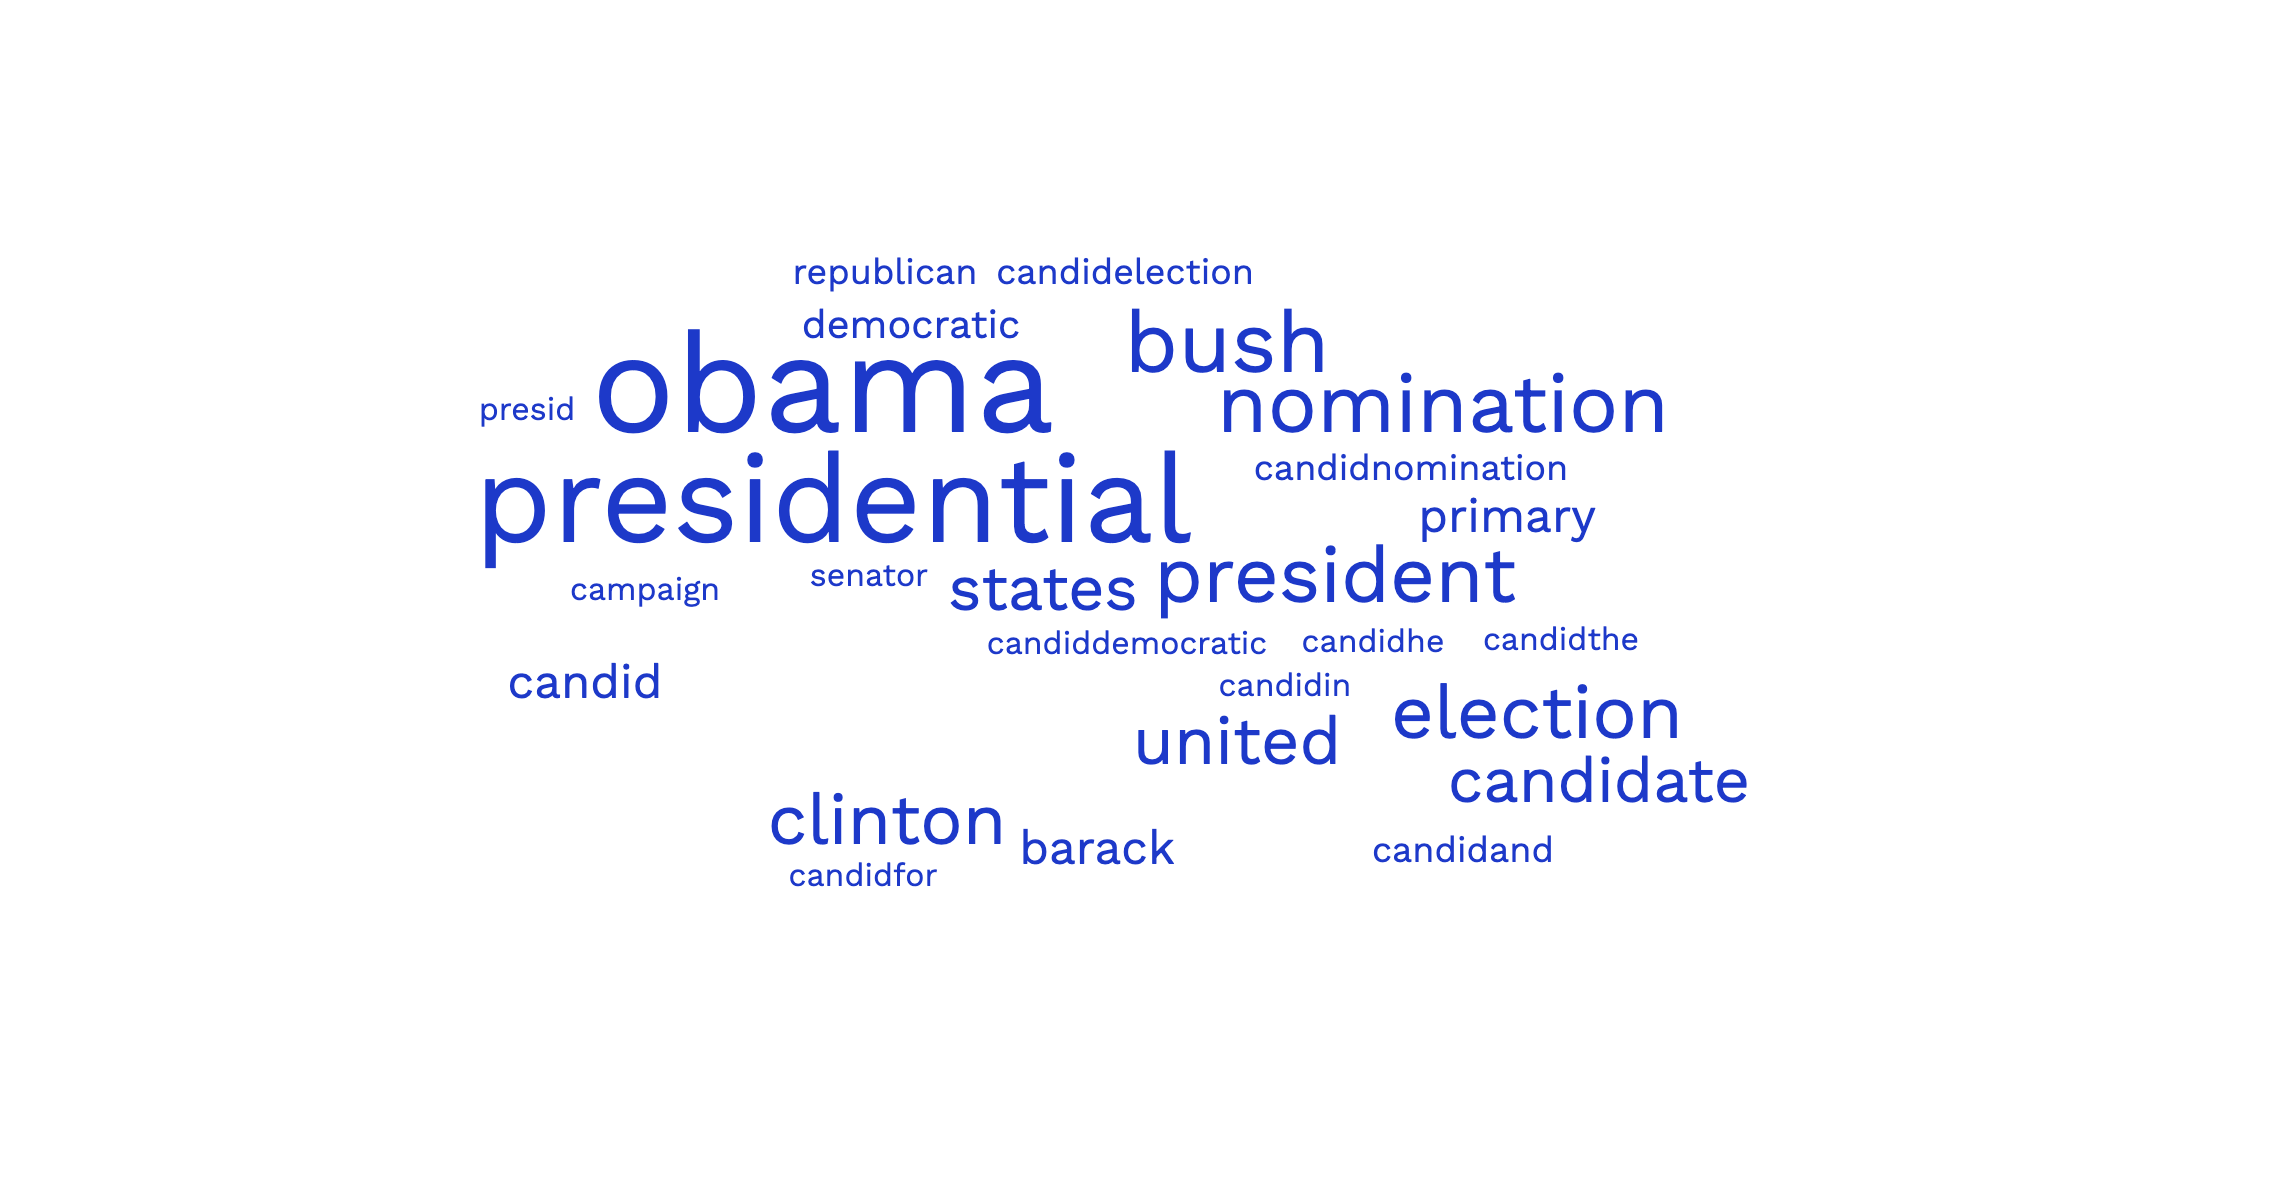 republican candidelection
democratic bush
presid obama nomination
presidential candidnomination
primary
campaign senator states president
candiddemocratic candidhe candidthe
candid candidin
united election
candidate
clinton barack candidand
candidfor